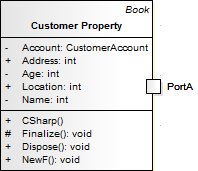 Book
Customer Property
- Account: CustomerAccount
+ Address: int
- Age: int
+ Location: int
- Name: int
PortA
+ CSharp()
# Finalize(): void
+ Dispose(): void
+ NewF(): void